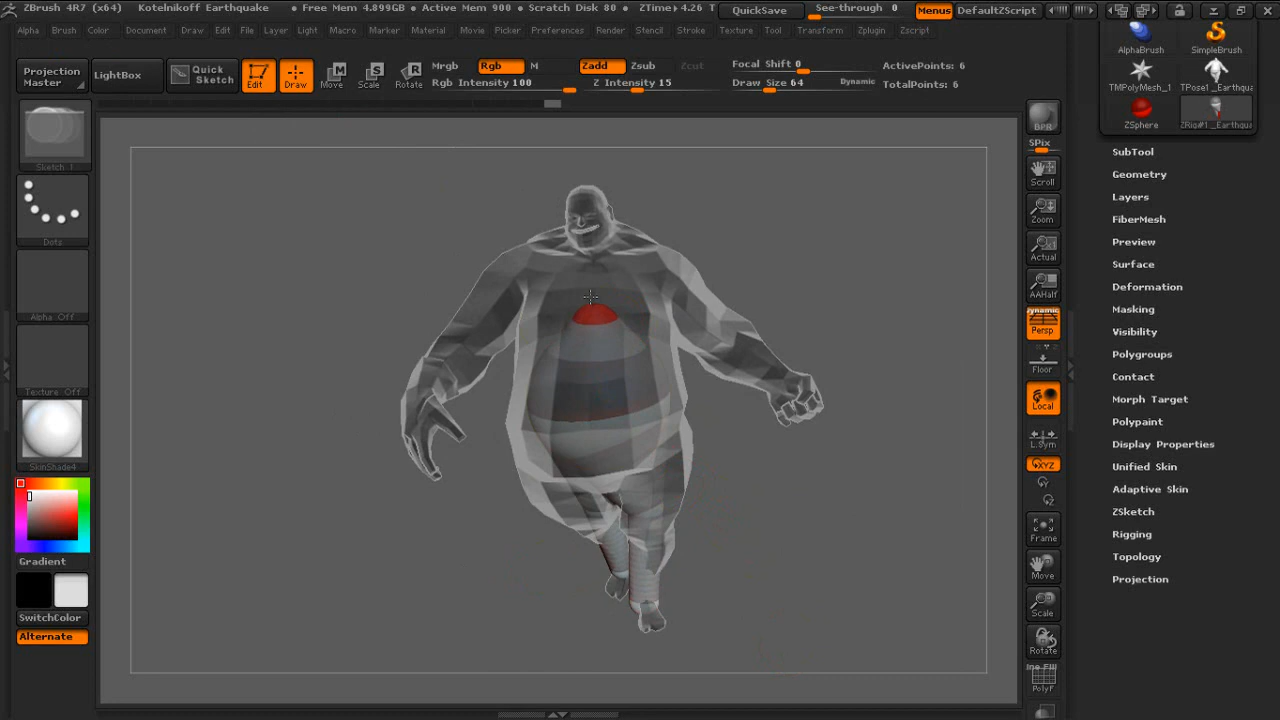 ZBrush 4R7 (x64) Kotelnikoff Earthquake • Free Mem 4.899GB • Active Mem 900 • Scratch Disk 80 • ZTime▸4.26 T QuickSave See-through 0 Menus DefaultZScript
Alpha Brush Color Document Draw Edit File Layer Light Macro Marker Material Movie Picker Preferences Render Stencil Stroke Texture Tool Transform Zplugin Zscript
Projection Master
LightBox
Quick Sketch
Edit
Draw
Move
Scale
Rotate
Mrgb Rgb M
Rgb Intensity 100
Zadd Zsub Zcut
Z Intensity 15
Focal Shift 0
Draw Size 64 Dynamic
ActivePoints: 6
TotalPoints: 6
Sketch 1
Dots
Alpha Off
Texture Off
SkinShade4
Gradient
SwitchColor
Alternate
BPR
SPix
Scroll
Zoom
Actual
AAHalf
Dynamic
Persp
Floor
Local
L.Sym
XYZ
Frame
Move
Scale
Rotate
PolyF
AlphaBrush SimpleBrush
TMPolyMesh_1 TPose1_Earthqua
ZSphere ZRig#1_Earthqua
SubTool
Geometry
Layers
FiberMesh
Preview
Surface
Deformation
Masking
Visibility
Polygroups
Contact
Morph Target
Polypaint
Display Properties
Unified Skin
Adaptive Skin
ZSketch
Rigging
Topology
Projection